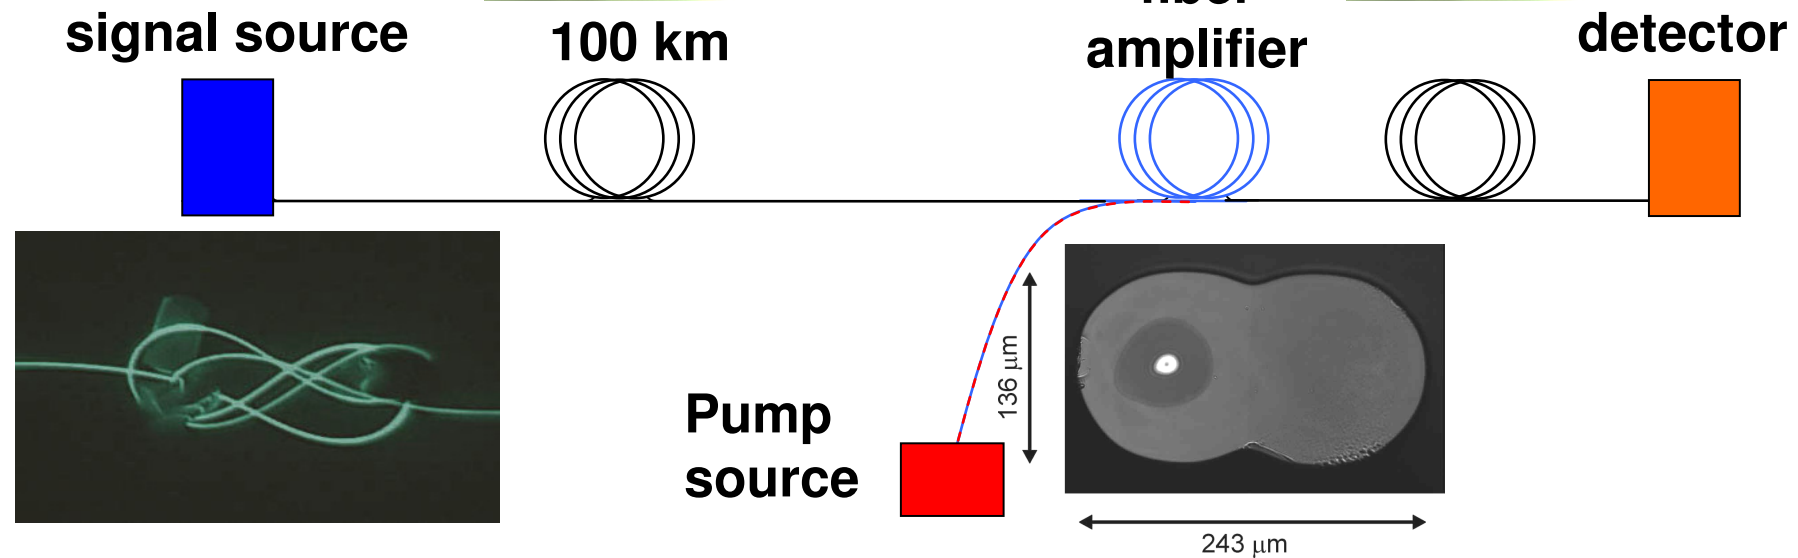 signal source
100 km
amplifier
detector
Pump
source
136 μm
243 μm